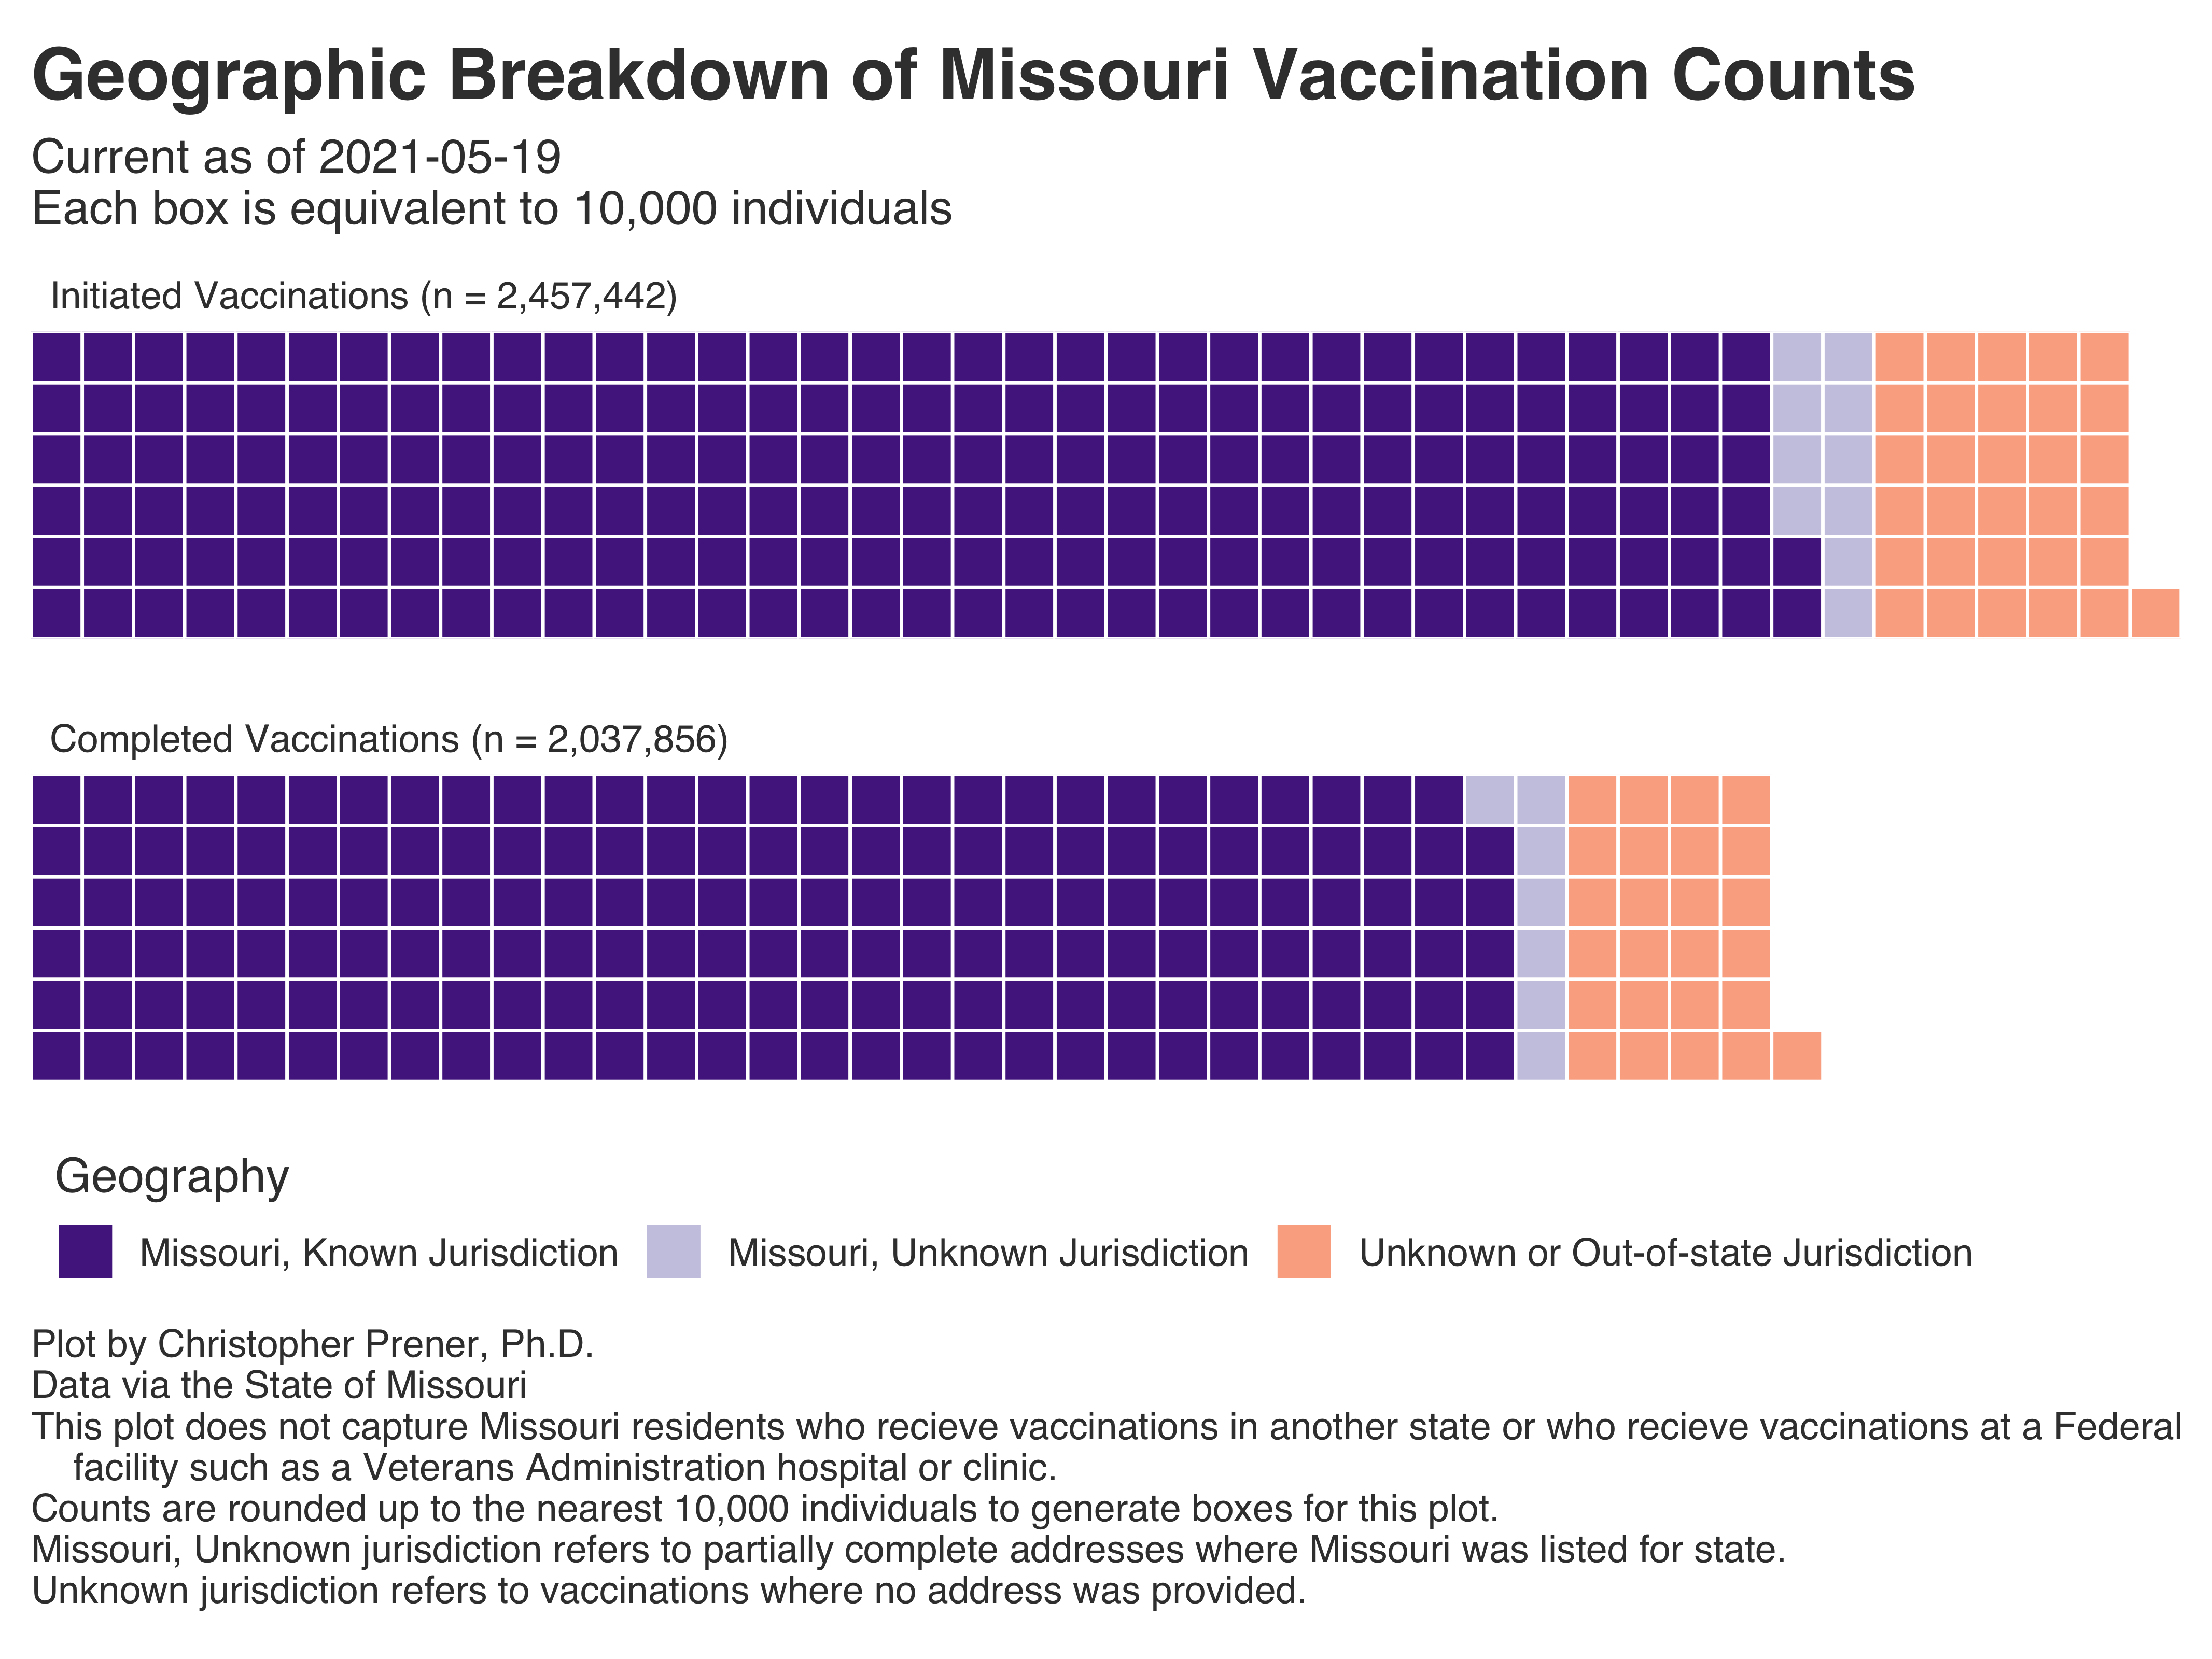 Geographic Breakdown of Missouri Vaccination Counts
Current as of 2021-05-19
Each box is equivalent to 10,000 individuals
Initiated Vaccinations (n = 2,457,442)
Completed Vaccinations (n = 2,037,856)
Geography
Missouri, Known Jurisdiction Missouri, Unknown Jurisdiction Unknown or Out-of-state Jurisdiction
Plot by Christopher Prener, Ph.D.
Data via the State of Missouri
This plot does not capture Missouri residents who recieve vaccinations in another state or who recieve vaccinations at a Federal
facility such as a Veterans Administration hospital or clinic.
Counts are rounded up to the nearest 10,000 individuals to generate boxes for this plot.
Missouri, Unknown jurisdiction refers to partially complete addresses where Missouri was listed for state.
Unknown jurisdiction refers to vaccinations where no address was provided.